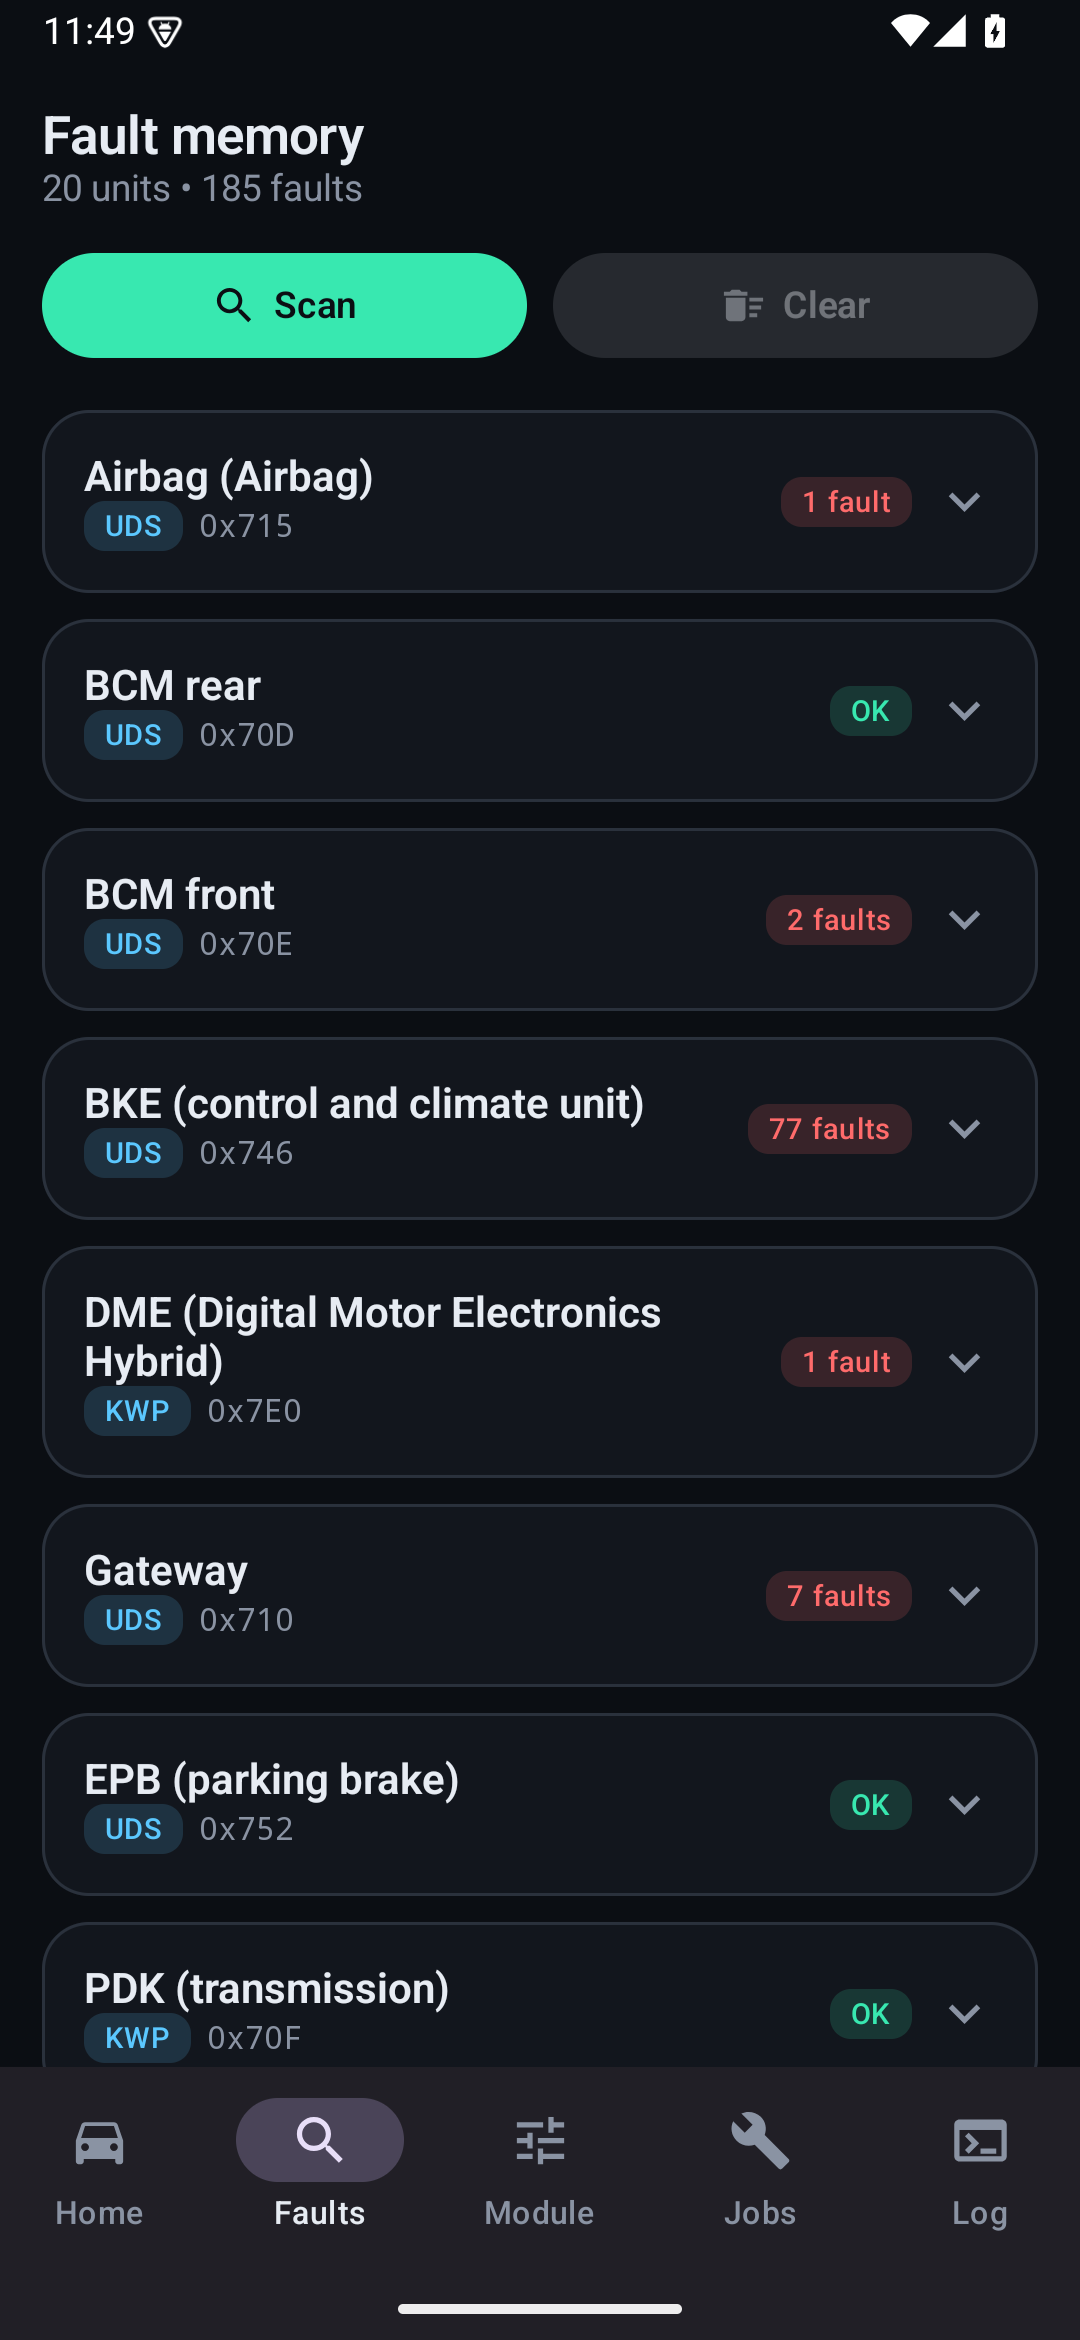 11:49
Fault memory
20 units • 185 faults
Scan
Clear
Airbag (Airbag)
UDS 0x715
1 fault
BCM rear
UDS 0x70D
OK
BCM front
UDS 0x70E
2 faults
BKE (control and climate unit)
UDS 0x746
77 faults
DME (Digital Motor Electronics
Hybrid)
KWP 0x7E0
1 fault
Gateway
UDS 0x710
7 faults
EPB (parking brake)
UDS 0x752
OK
PDK (transmission)
KWP 0x70F
OK
Home
Faults
Module
Jobs
Log